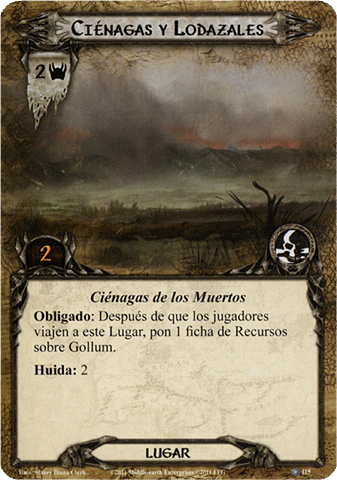 Ciénagas y Lodazales
2
2
Ciénagas de los Muertos
Obligado: Después de que los jugadores
viajen a este Lugar, pon 1 ficha de Recursos
sobre Gollum.
Huida: 2
LUGAR
115